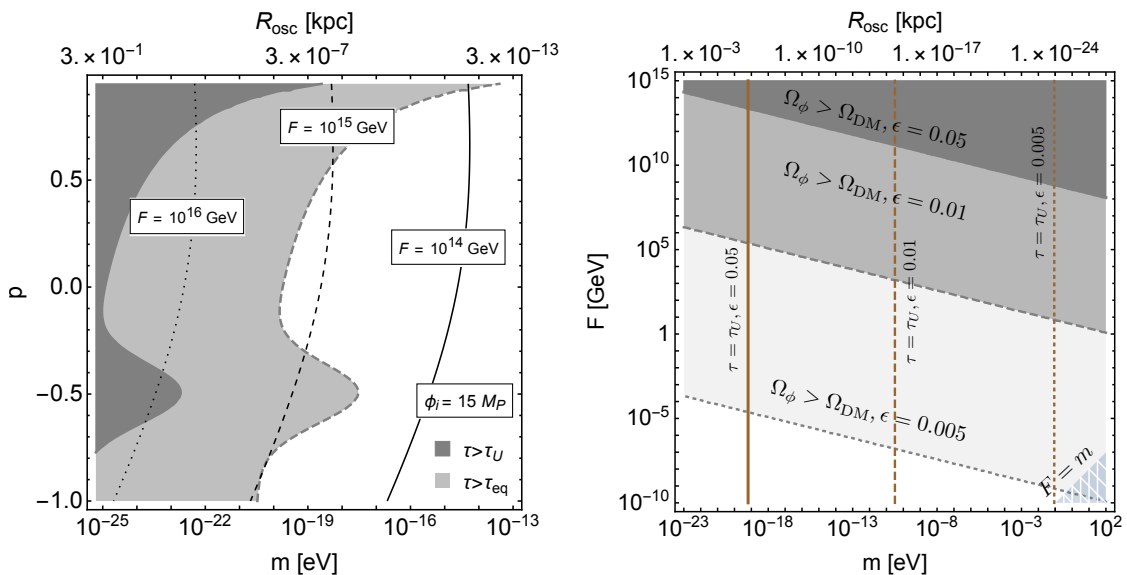 R_osc [kpc]
3. × 10^-1 3. × 10^-7 3. × 10^-13
F = 10^15 GeV
0.5
F = 10^16 GeV
F = 10^14 GeV
p
0.0
-0.5
ϕ_i = 15 M_P
τ>τ_U
τ>τ_eq
-1.0
10^-25 10^-22 10^-19 10^-16 10^-13
m [eV]
R_osc [kpc]
1. × 10^-3 1. × 10^-10 1. × 10^-17 1. × 10^-24
10^15
Ω_ϕ > Ω_DM, ϵ = 0.05
10^10
Ω_ϕ > Ω_DM, ϵ = 0.01
τ = τ_U, ϵ = 0.005
10^5
F [GeV]
τ = τ_U, ϵ = 0.05
τ = τ_U, ϵ = 0.01
1
10^-5
Ω_ϕ > Ω_DM, ϵ = 0.005
F = m
10^-10
10^-23 10^-18 10^-13 10^-8 10^-3 10^2
m [eV]